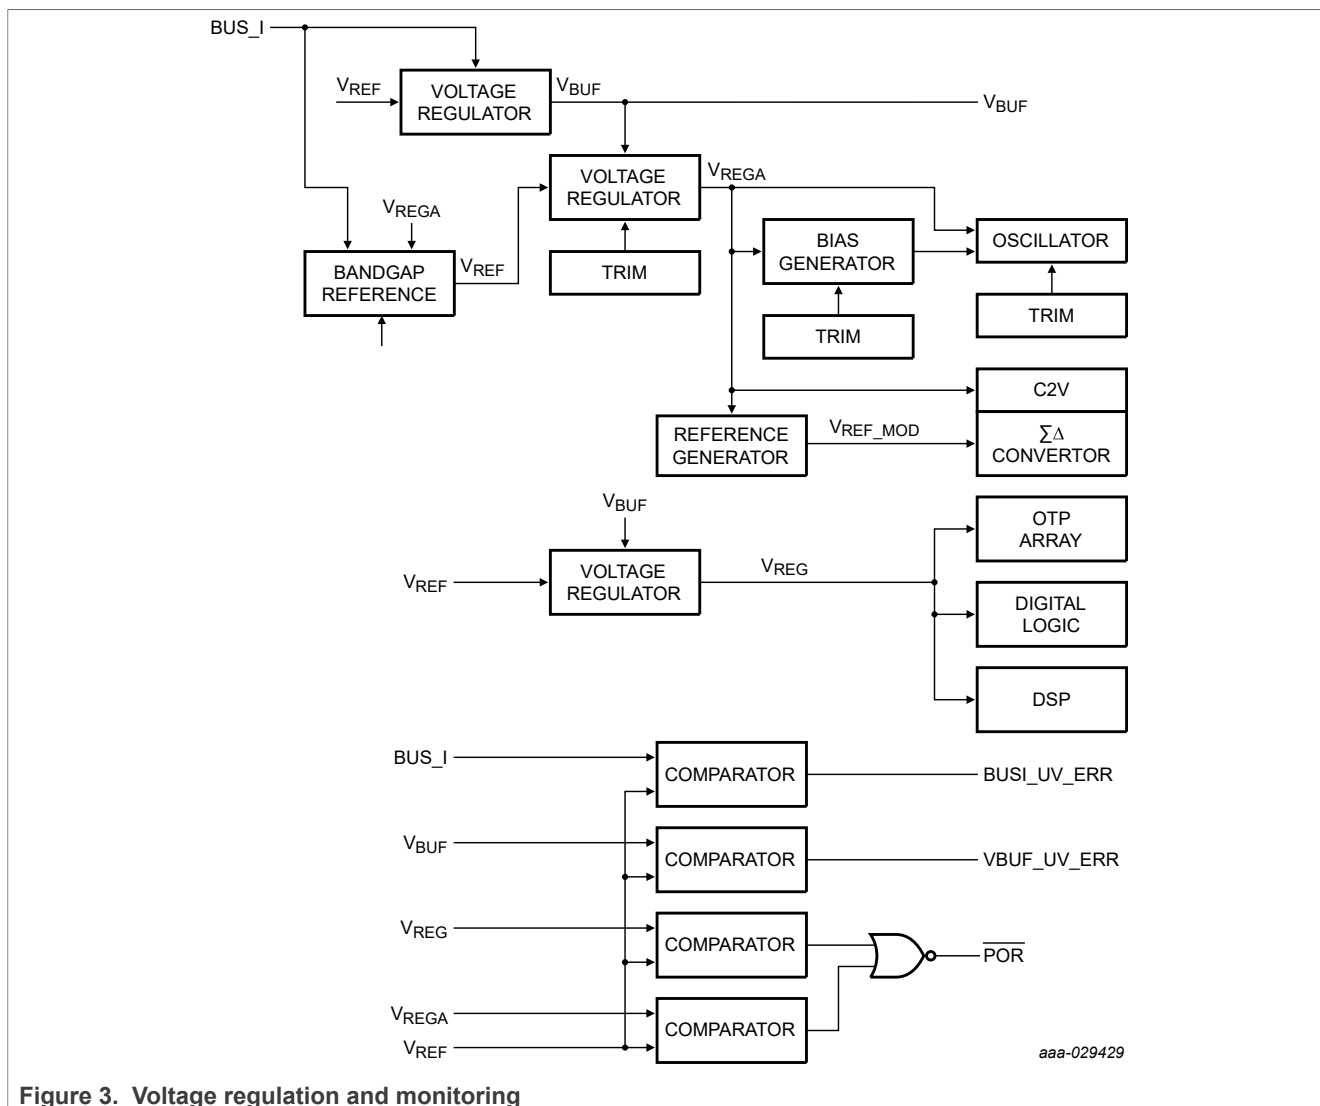 BUS_I
VREF
VOLTAGE
REGULATOR
VBUF
VBUF
VOLTAGE
REGULATOR
VREGA
VREGA
BANDGAP
REFERENCE
VREF
TRIM
BIAS
GENERATOR
OSCILLATOR
TRIM
TRIM
C2V
REFERENCE
GENERATOR
VREF_MOD
∑Δ
CONVERTOR
VBUF
OTP
ARRAY
VREF
VOLTAGE
REGULATOR
VREG
DIGITAL
LOGIC
DSP
BUS_I
COMPARATOR
BUSI_UV_ERR
VBUF
COMPARATOR
VBUF_UV_ERR
VREG
COMPARATOR
POR
VREGA
VREF
COMPARATOR
aaa-029429
Figure 3. Voltage regulation and monitoring